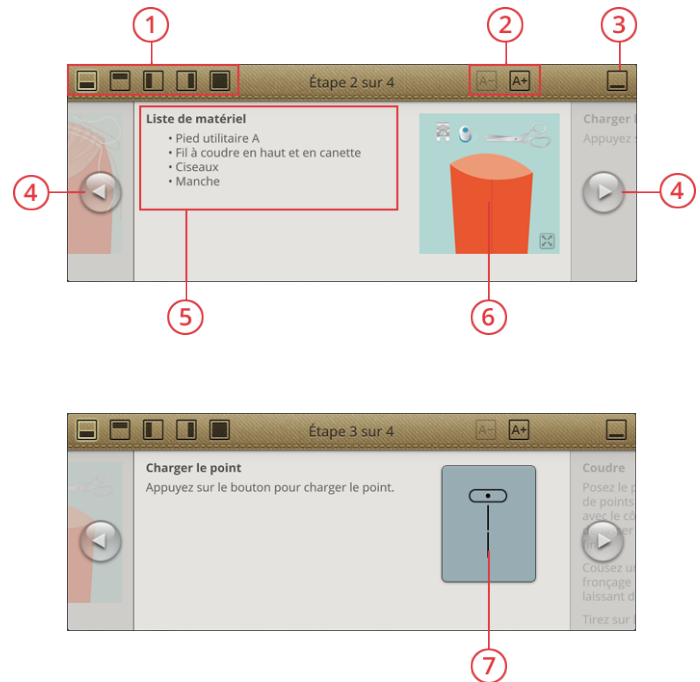 1
2
3
Étape 2 sur 4
A-
A+
Liste de matériel
• Pied utilitaire A
• Fil à coudre en haut et en canette
• Ciseaux
• Manche
Charger l
Appuyez s
4
4
5
6
Étape 3 sur 4
A-
A+
Charger le point
Appuyez sur le bouton pour charger le point.
Coudre
Posez le p
de points
avec le cô
Cousez u
fronçage
laissant d
Tirez sur l
7